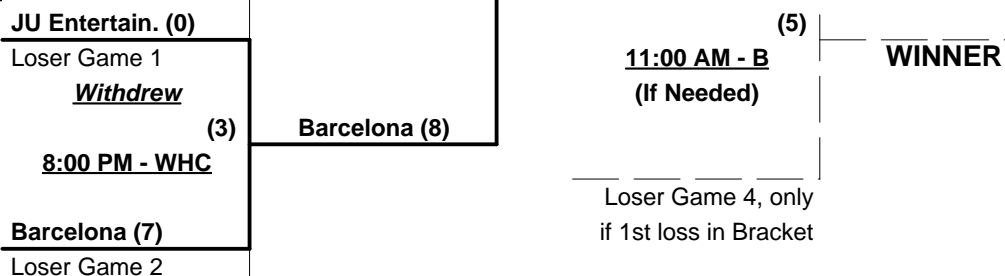 JU Entertain. (0)
Loser Game 1
Withdrew
(3)
8:00 PM - WHC
Barcelona (7)
Loser Game 2
Barcelona (8)
(5)
11:00 AM - B
(If Needed)
Loser Game 4, only
if 1st loss in Bracket
WINNER